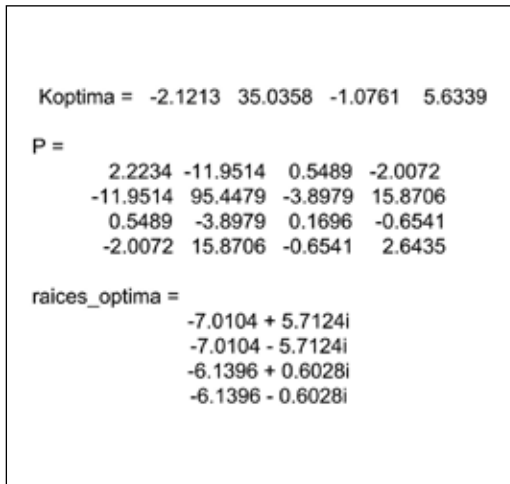 Koptima = -2.1213 35.0358 -1.0761 5.6339
P =
2.2234 -11.9514 0.5489 -2.0072
-11.9514 95.4479 -3.8979 15.8706
0.5489 -3.8979 0.1696 -0.6541
-2.0072 15.8706 -0.6541 2.6435
raices_optima =
-7.0104 + 5.7124i
-7.0104 - 5.7124i
-6.1396 + 0.6028i
-6.1396 - 0.6028i